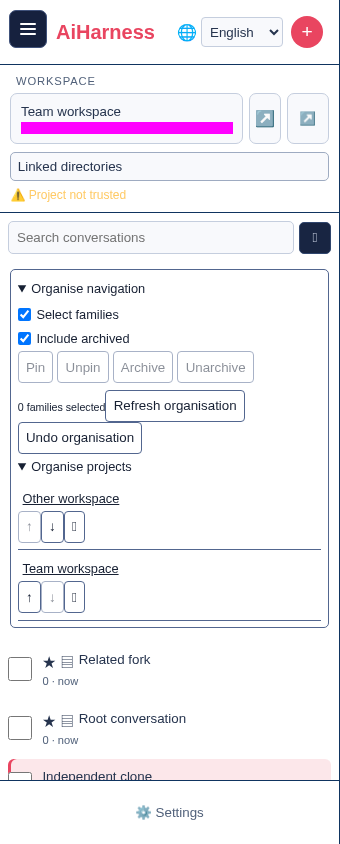 AiHarness
English
+
WORKSPACE
Team workspace
Linked directories
Project not trusted
Search conversations
Organise navigation
Select families
Include archived
Pin Unpin Archive Unarchive
0 families selected Refresh organisation
Undo organisation
Organise projects
Other workspace
↑ ↓
Team workspace
↑ ↓
Related fork
0 · now
Root conversation
0 · now
Independent clone
Settings